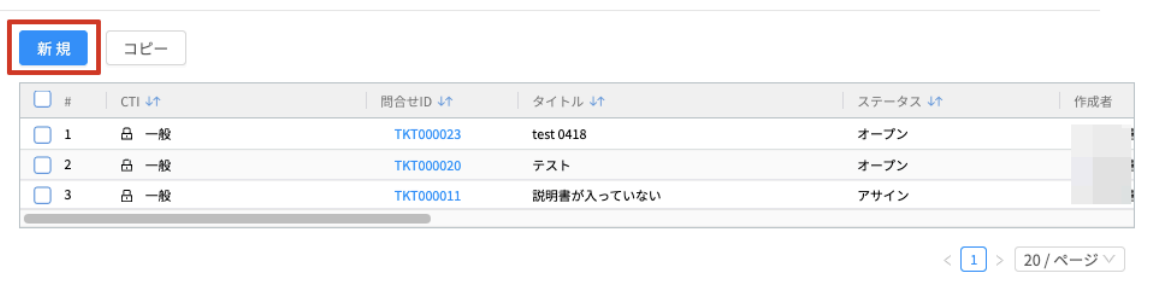 新規 コピー
# CTI 問合せID タイトル ステータス 作成者
1 一般 TKT000023 test 0418 オープン
2 一般 TKT000020 テスト オープン
3 一般 TKT000011 説明書が入っていない アサイン
< 1 > 20 / ページ